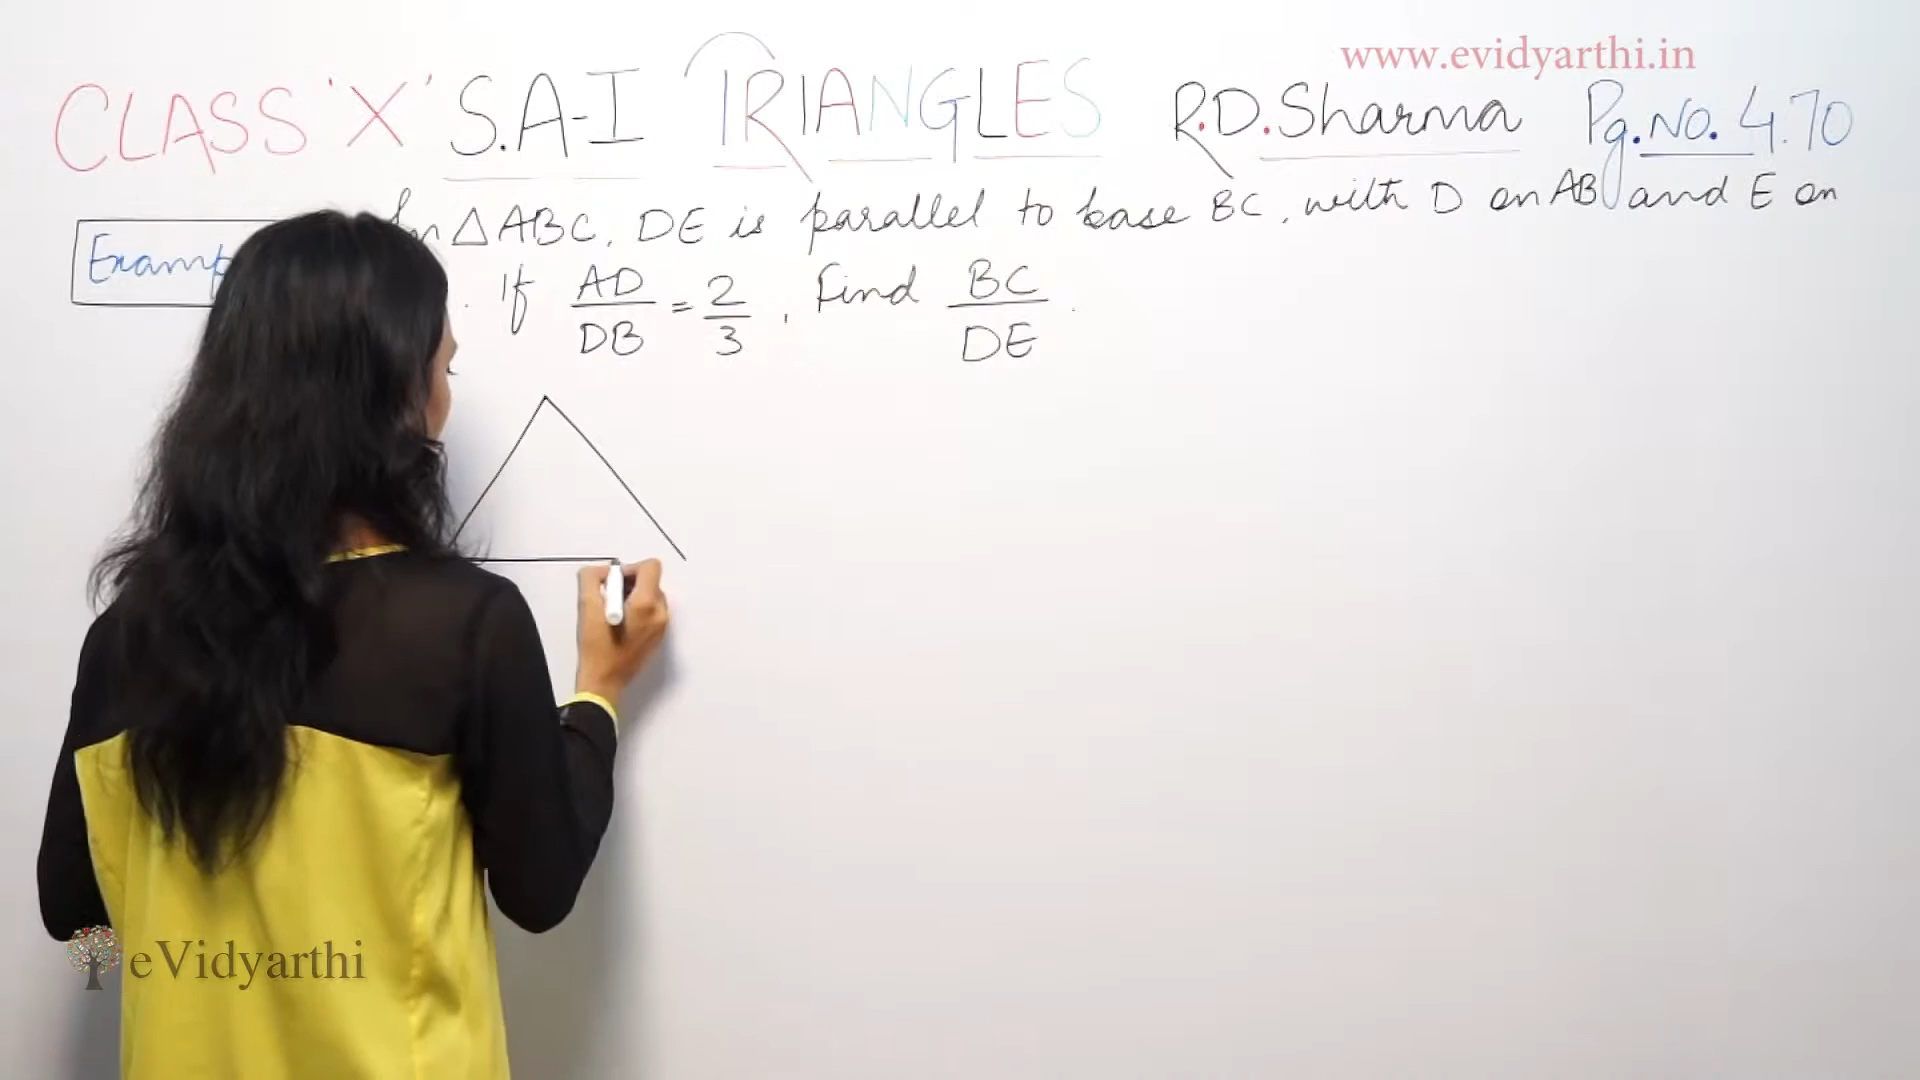 www.evidyarthi.in
CLASS 'X' S.A-I TRIANGLES R.D.Sharma Pg.No. 4.70
In △ABC, DE is parallel to base BC, with D on AB and E on
. If AD/DB = 2/3, Find BC/DE.
eVidyarthi